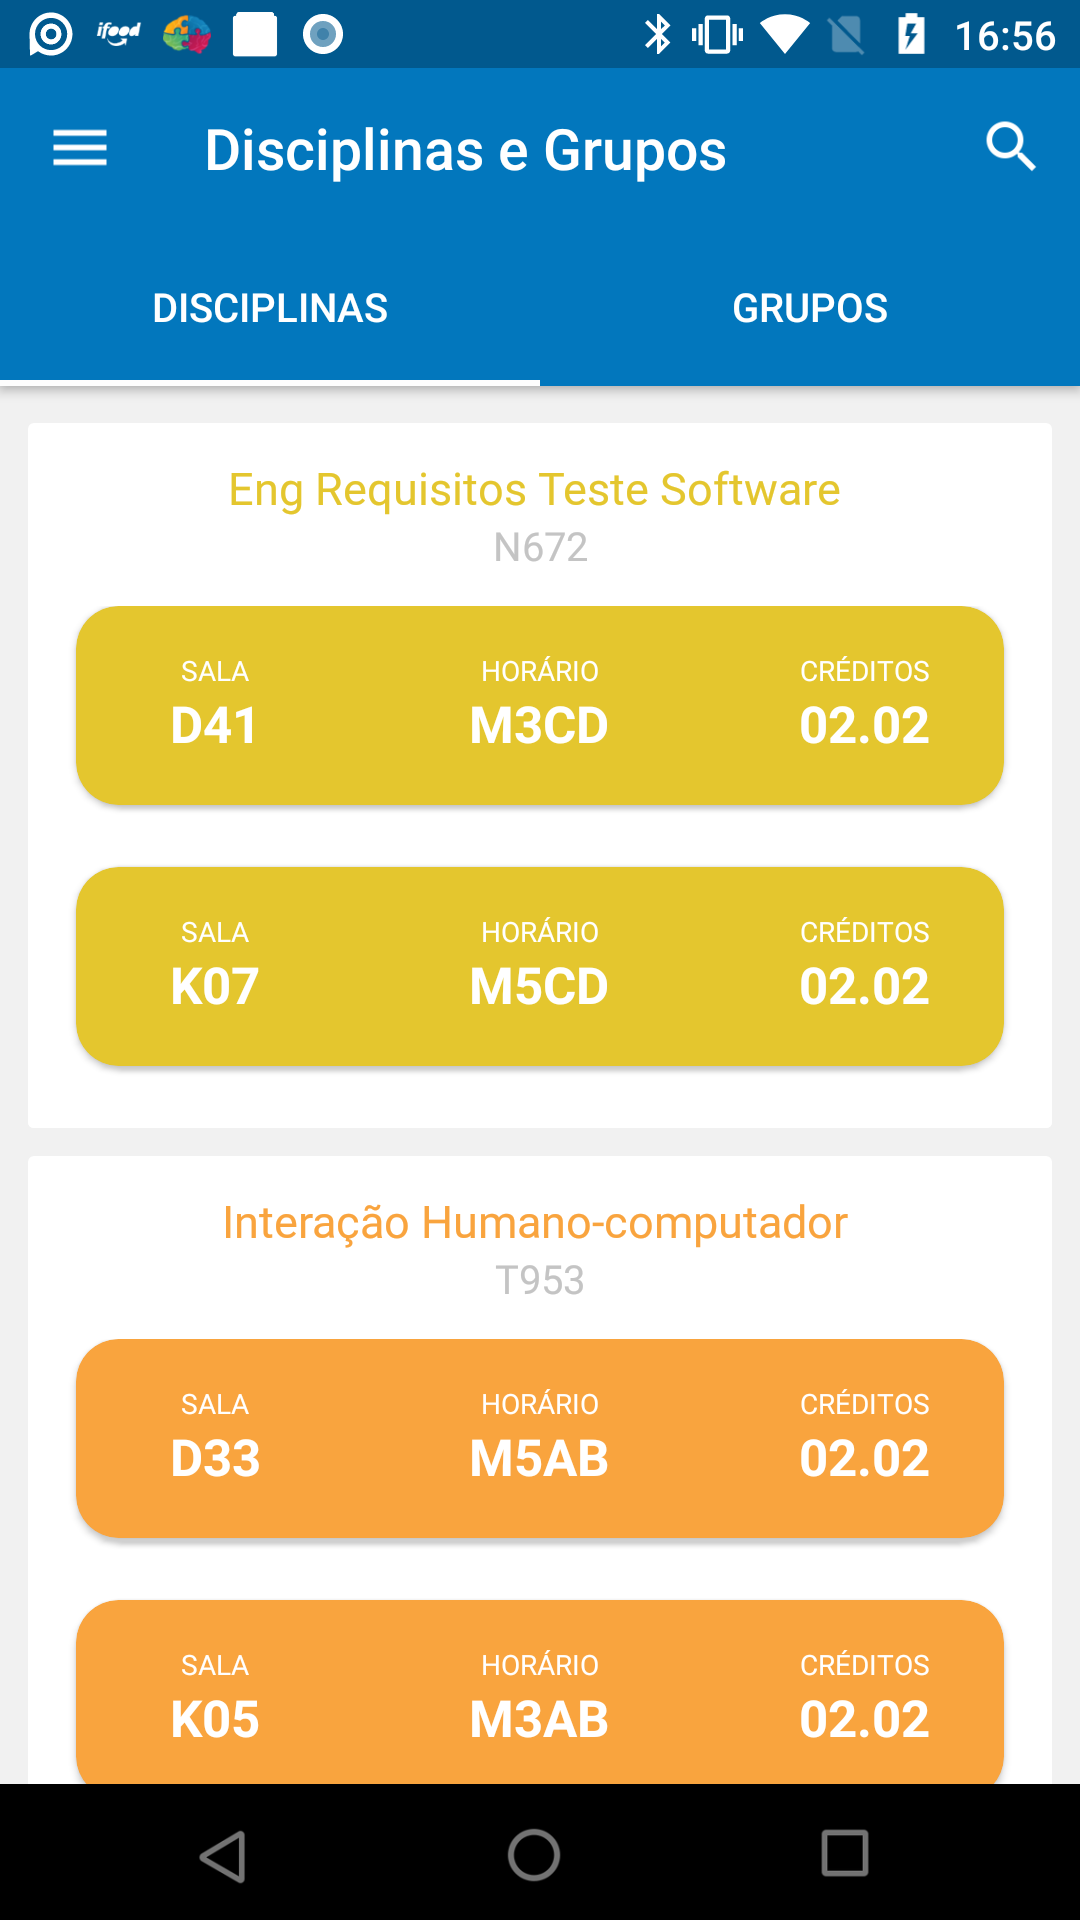 ifood
16:56
Disciplinas e Grupos
DISCIPLINAS GRUPOS
Eng Requisitos Teste Software
N672
SALA HORÁRIO CRÉDITOS
D41 M3CD 02.02
SALA HORÁRIO CRÉDITOS
K07 M5CD 02.02
Interação Humano-computador
T953
SALA HORÁRIO CRÉDITOS
D33 M5AB 02.02
SALA HORÁRIO CRÉDITOS
K05 M3AB 02.02